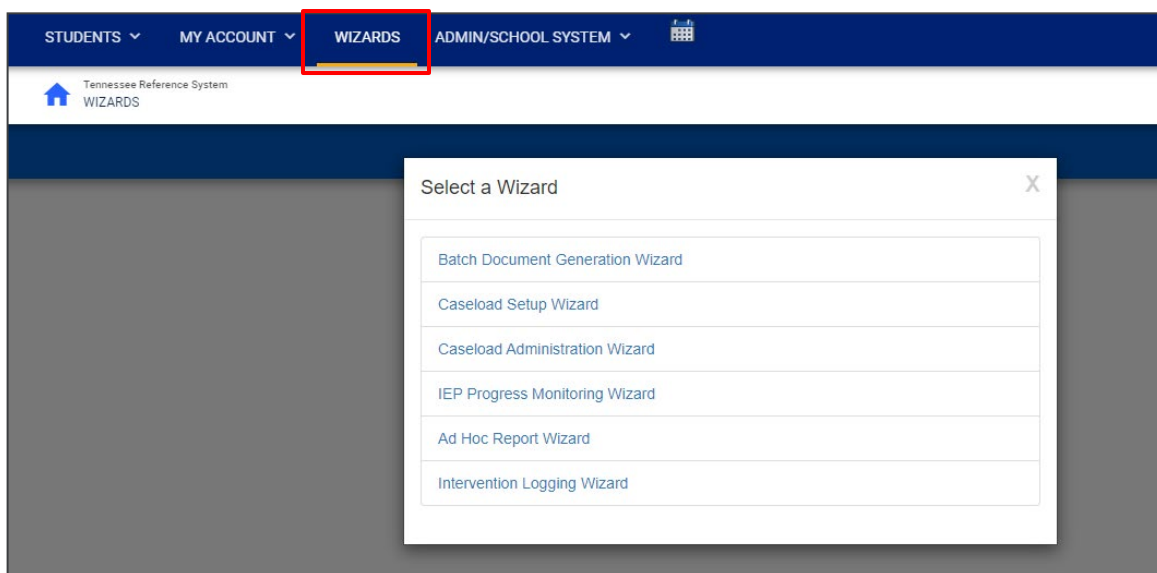 STUDENTS MY ACCOUNT WIZARDS ADMIN/SCHOOL SYSTEM
Tennessee Reference System
WIZARDS
Select a Wizard X
Batch Document Generation Wizard
Caseload Setup Wizard
Caseload Administration Wizard
IEP Progress Monitoring Wizard
Ad Hoc Report Wizard
Intervention Logging Wizard